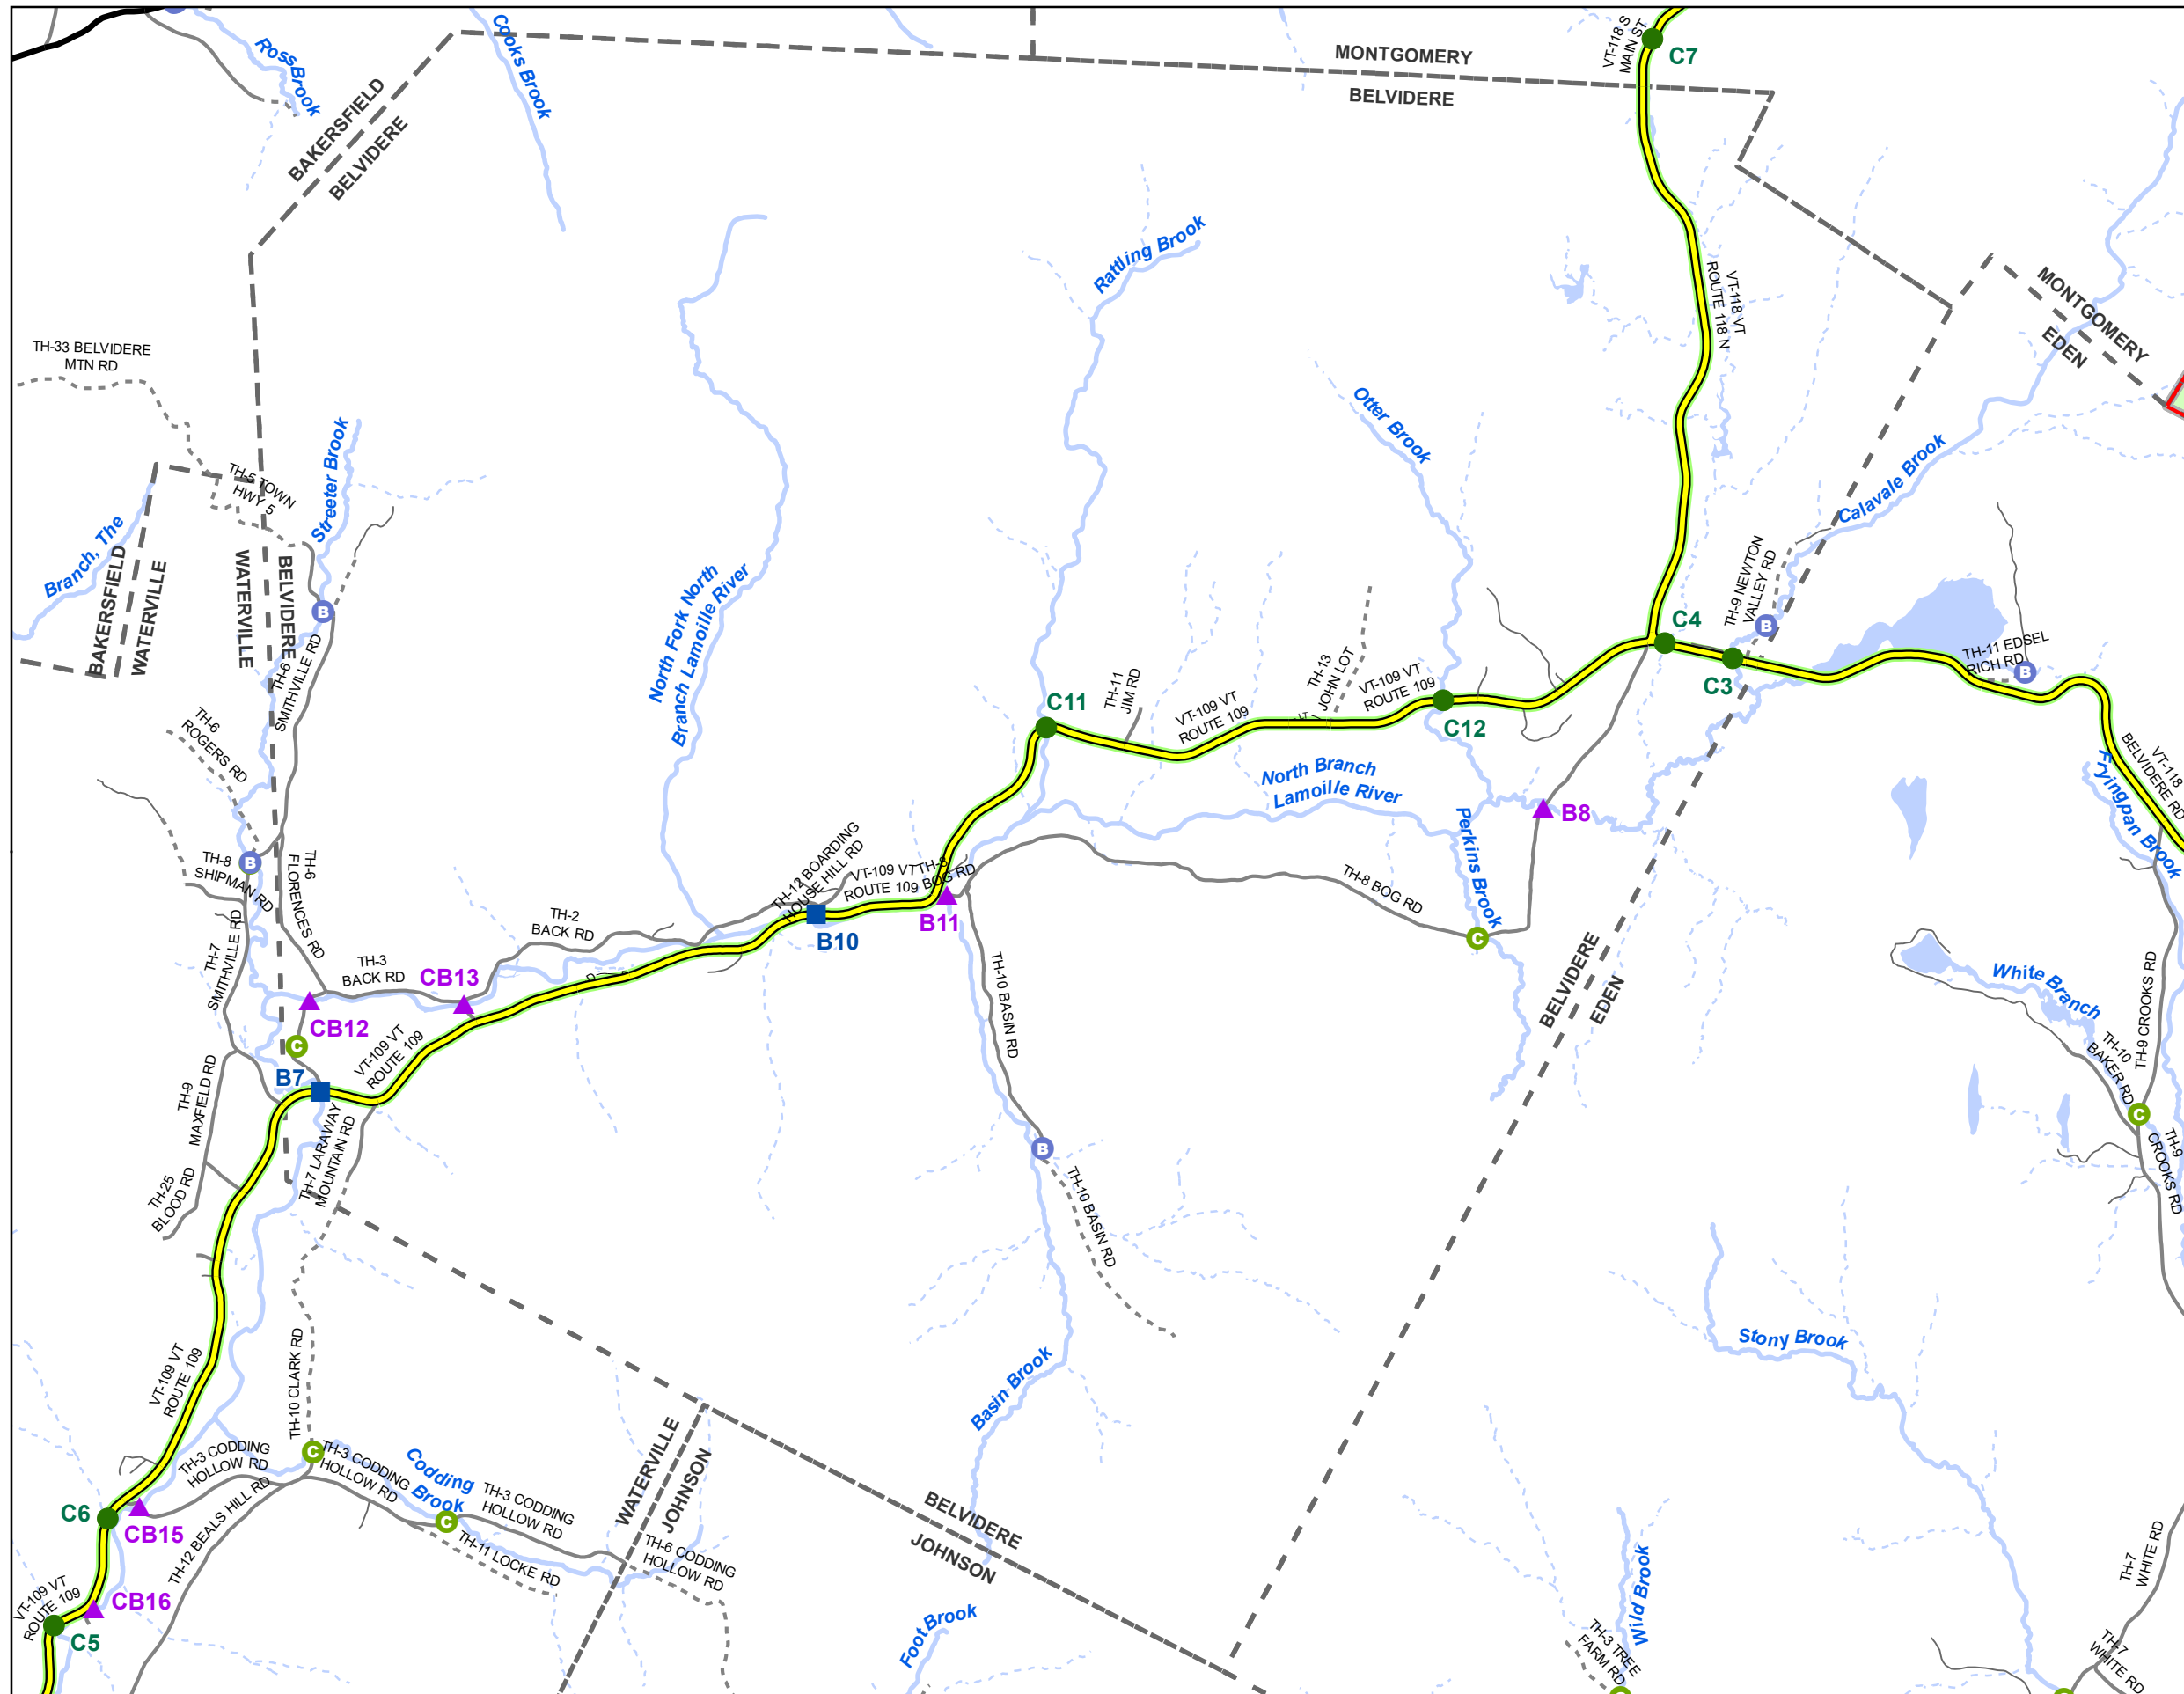 Ross Brook
Cooks Brook
VT-118 S
MAIN ST
C7
MONTGOMERY
BELVIDERE
BAKERSFIELD
BELVIDERE
Rattling Brook
VT-118 VT
ROUTE 118 N
MONTGOMERY
EDEN
TH-33 BELVIDERE
MTN RD
Otter Brook
Streeter Brook
TH-5 TOWN
HWY 5
Calavale Brook
Branch, The
BAKERSFIELD
WATERVILLE
WATERVILLE
BELVIDERE
North Fork North
Branch Lamoille River
TH-9 NEWTON
VALLEY RD
B
B
C4
C3
TH-11 EDSEL
RICH RD
B
TH-6
SMITHVILLE RD
TH-13
JOHN LOT
TH-11
JIM RD
C11
VT-109 VT
ROUTE 109
VT-109 VT
ROUTE 109
C12
TH-6
ROGERS RD
North Branch
Lamoille River
VT-118
BELVIDERE RD
Fryingpan Brook
B8
Perkins Brook
B
TH-8
SHIPMAN RD
TH-6
FLORENCES RD
TH-12 BOARDING
HOUSE HILL RD
VT-109 VT
ROUTE 109
TH-8
BOG RD
TH-8 BOG RD
B11
B10
C
TH-2
BACK RD
TH-7
SMITHVILLE RD
TH-3
BACK RD
CB13
CB12
TH-10 BASIN RD
BELVIDERE
EDEN
White Branch
TH-9 CROOKS RD
TH-10
BAKER RD
C
VT-109 VT
ROUTE 109
B7
TH-9
MAXFIELD RD
C
TH-7 LARAWAY
MOUNTAIN RD
B
TH-10 BASIN RD
TH-9
CROOKS RD
TH-25
BLOOD RD
Stony Brook
VT-109 VT
ROUTE 109
TH-10 CLARK RD
Basin Brook
WATERVILLE
JOHNSON
C
TH-3 CODDING
HOLLOW RD
TH-3 CODDING
HOLLOW RD
Codding
Brook
TH-3 CODDING
HOLLOW RD
C
C6
CB15
TH-12 BEALS HILL RD
TH-11 LOCKE RD
TH-6 CODDING
HOLLOW RD
BELVIDERE
JOHNSON
Wild Brook
TH-7
WHITE RD
VT-109 VT
ROUTE 109
CB16
C5
Foot Brook
TH-3 TREE
FARM RD
TH-7
WHITE RD